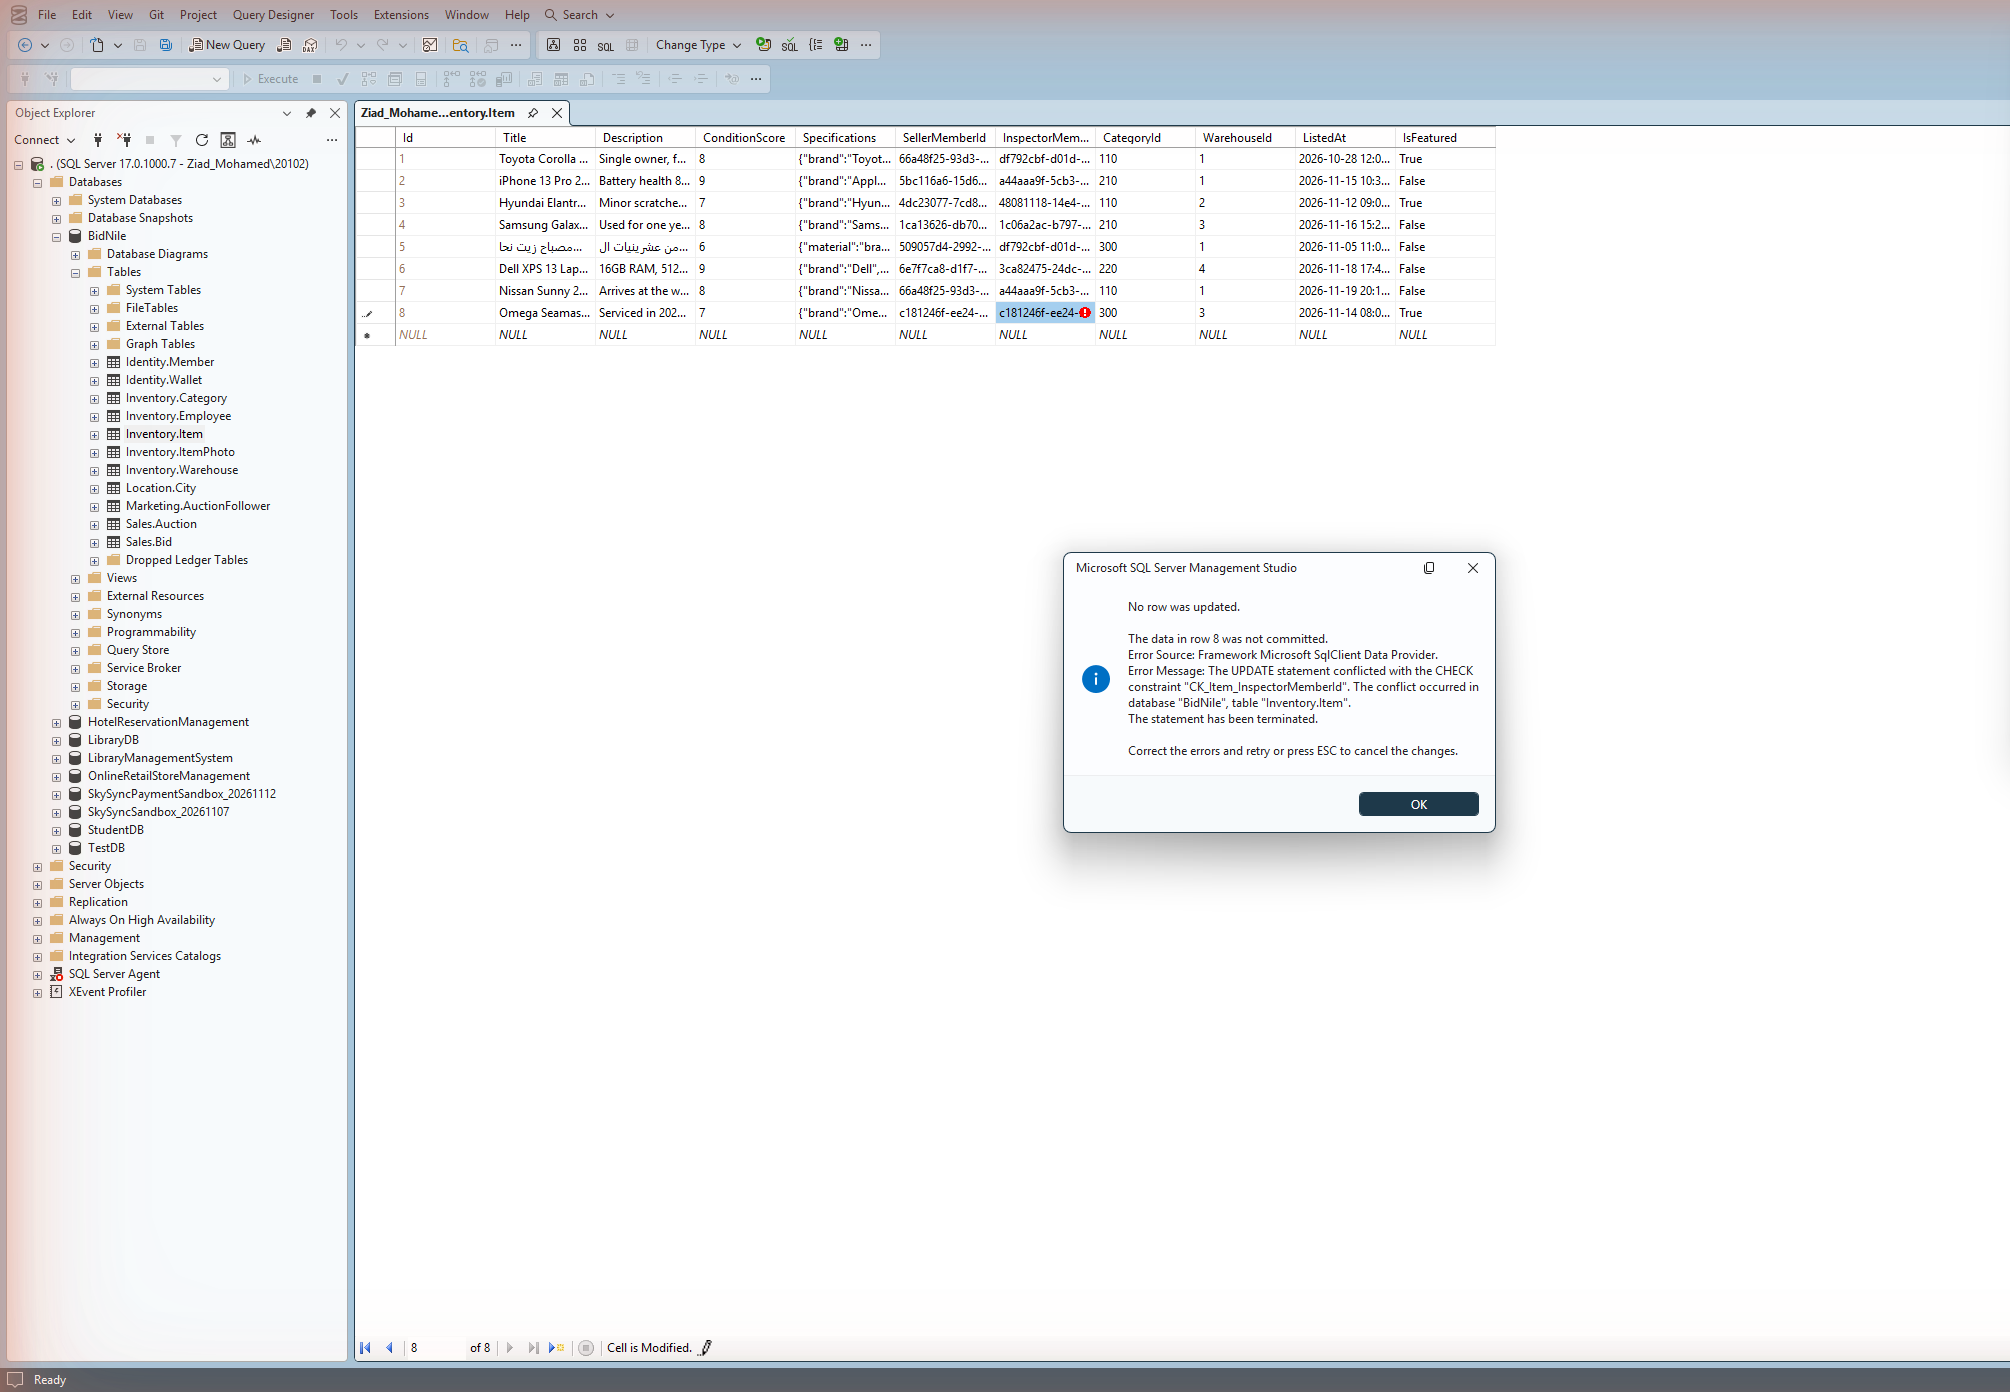 File Edit View Git Project Query Designer Tools Extensions Window Help Search
New Query DAX SQL Change Type SQL
Execute
Object Explorer
Connect
. (SQL Server 17.0.1000.7 - Ziad_Mohamed\20102)
Databases
System Databases
Database Snapshots
BidNile
Database Diagrams
Tables
System Tables
FileTables
External Tables
Graph Tables
Identity.Member
Identity.Wallet
Inventory.Category
Inventory.Employee
Inventory.Item
Inventory.ItemPhoto
Inventory.Warehouse
Location.City
Marketing.AuctionFollower
Sales.Auction
Sales.Bid
Dropped Ledger Tables
Views
External Resources
Synonyms
Programmability
Query Store
Service Broker
Storage
Security
HotelReservationManagement
LibraryDB
LibraryManagementSystem
OnlineRetailStoreManagement
SkySyncPaymentSandbox_20261112
SkySyncSandbox_20261107
StudentDB
TestDB
Security
Server Objects
Replication
Always On High Availability
Management
Integration Services Catalogs
SQL Server Agent
XEvent Profiler
Ziad_Mohame...entory.Item
Id Title Description ConditionScore Specifications SellerMemberId InspectorMem... CategoryId WarehouseId ListedAt IsFeatured
1 Toyota Corolla ... Single owner, f... 8 {"brand":"Toyot... 66a48f25-93d3-... df792cbf-d01d-... 110 1 2026-10-28 12:0... True
2 iPhone 13 Pro 2... Battery health 8... 9 {"brand":"Appl... 5bc116a6-15d6... a44aaa9f-5cb3-... 210 1 2026-11-15 10:3... False
3 Hyundai Elantr... Minor scratche... 7 {"brand":"Hyun... 4dc23077-7cd8... 48081118-14e4-... 110 2 2026-11-12 09:0... True
4 Samsung Galax... Used for one ye... 8 {"brand":"Sams... 1ca13626-db70... 1c06a2ac-b797-... 210 3 2026-11-16 15:2... False
5 مصباح زيت نحا... من عشرينيات ال... 6 {"material":"bra... 509057d4-2992-... df792cbf-d01d-... 300 1 2026-11-05 11:0... False
6 Dell XPS 13 Lap... 16GB RAM, 512... 9 {"brand":"Dell",... 6e7f7ca8-d1f7-... 3ca82475-24dc-... 220 4 2026-11-18 17:4... False
7 Nissan Sunny 2... Arrives at the w... 8 {"brand":"Nissa... 66a48f25-93d3-... a44aaa9f-5cb3-... 110 1 2026-11-19 20:1... False
8 Omega Seamas... Serviced in 202... 7 {"brand":"Ome... c181246f-ee24-... c181246f-ee24- 300 3 2026-11-14 08:0... True
NULL NULL NULL NULL NULL NULL NULL NULL NULL NULL NULL
Microsoft SQL Server Management Studio
No row was updated.
The data in row 8 was not committed.
Error Source: Framework Microsoft SqlClient Data Provider.
Error Message: The UPDATE statement conflicted with the CHECK
constraint "CK_Item_InspectorMemberId". The conflict occurred in
database "BidNile", table "Inventory.Item".
The statement has been terminated.
Correct the errors and retry or press ESC to cancel the changes.
OK
8 of 8 Cell is Modified.
Ready